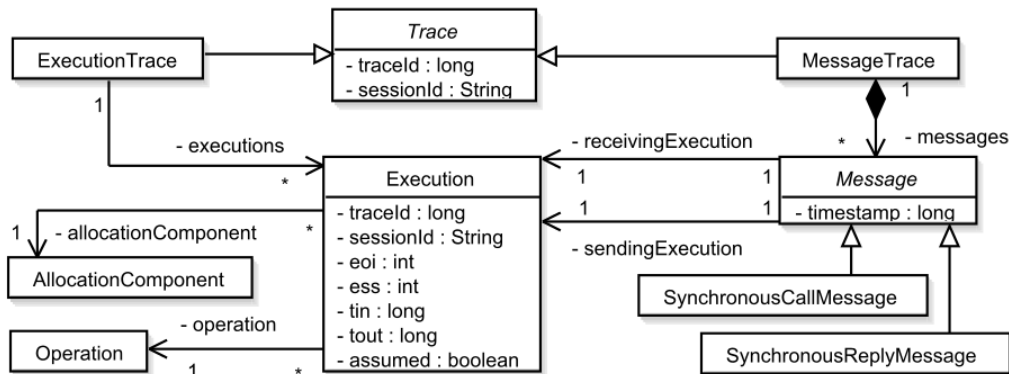 Trace
- traceId : long
- sessionId : String
ExecutionTrace
MessageTrace
1
1
- executions
*
- receivingExecution
1
1
- messages
*
Execution
- traceId : long
- sessionId : String
- eoi : int
- ess : int
- tin : long
- tout : long
- assumed : boolean
Message
- timestamp : long
1
1
- sendingExecution
1
- allocationComponent
*
AllocationComponent
SynchronousCallMessage
- operation
Operation
1
*
SynchronousReplyMessage